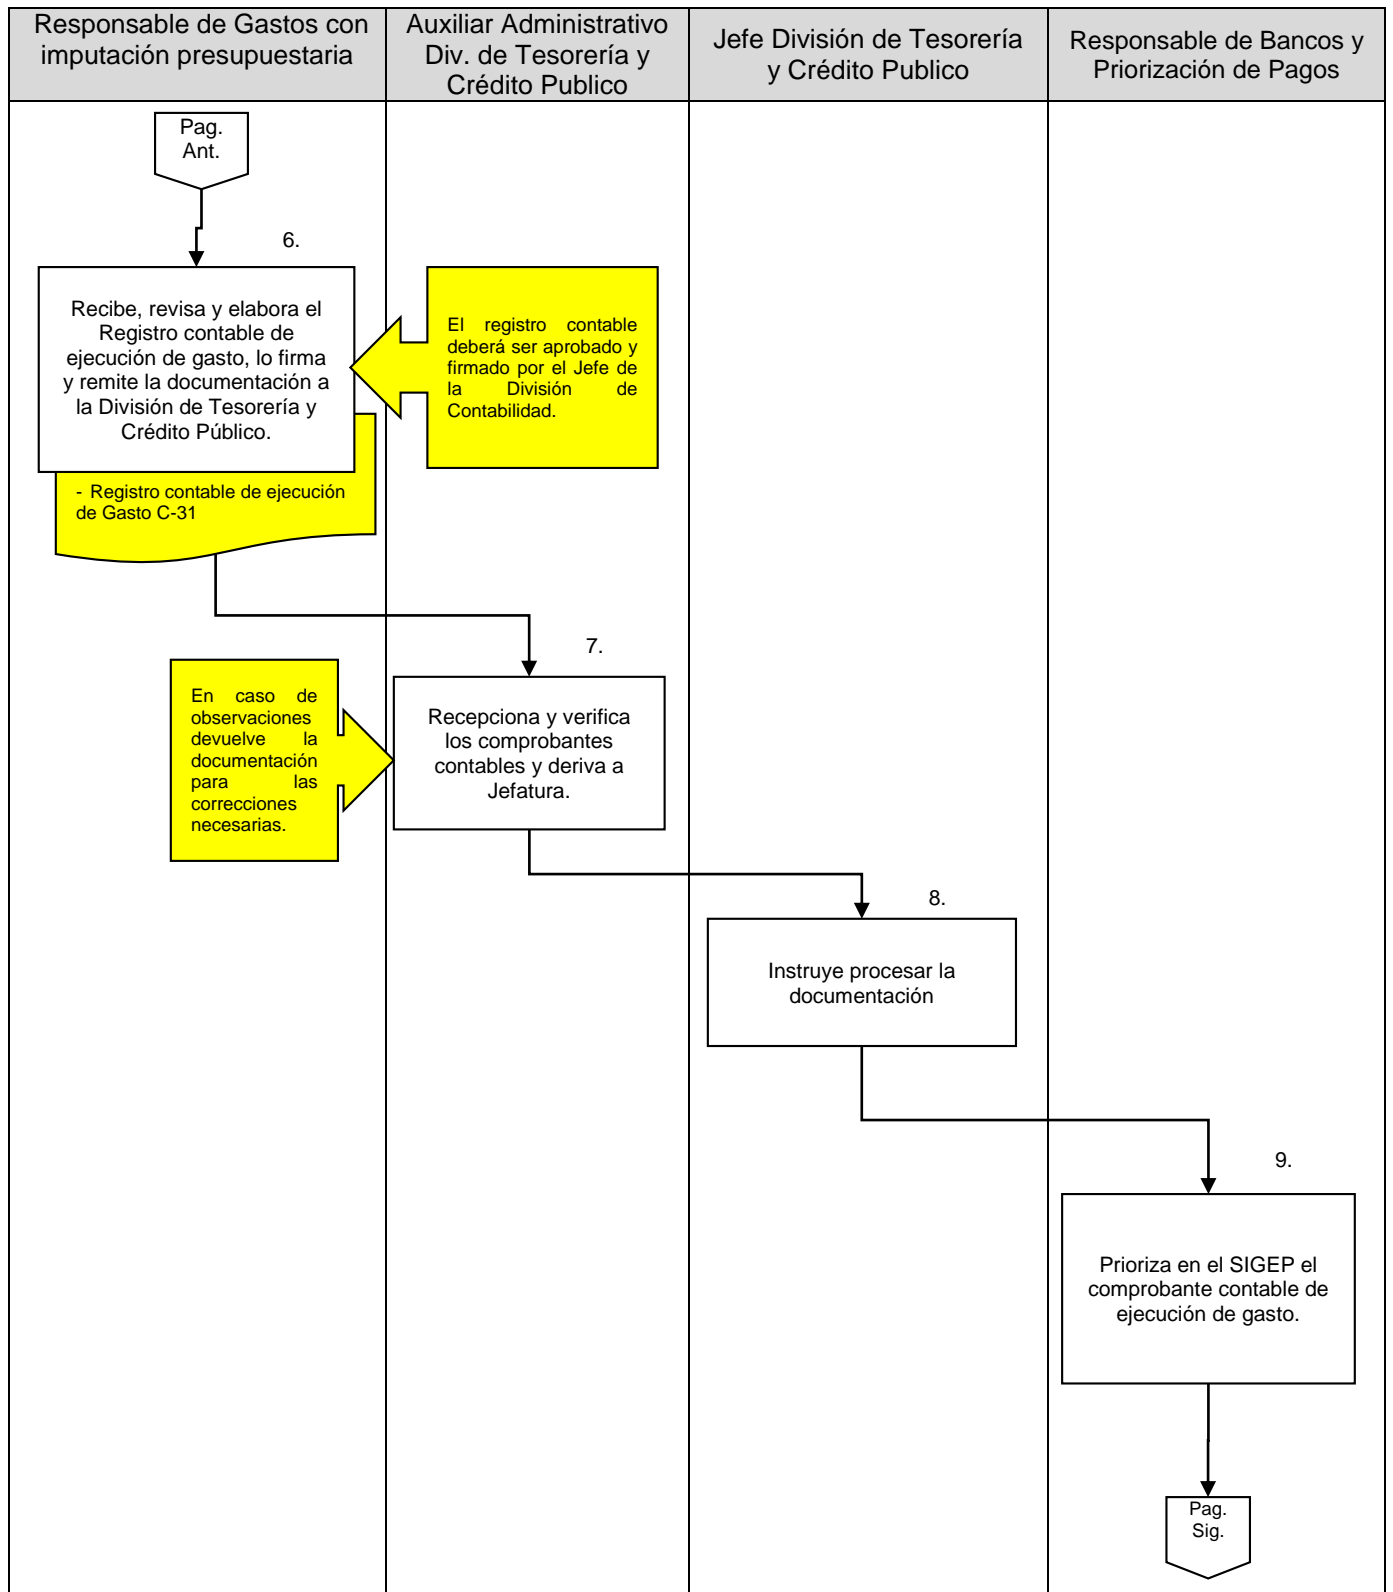 Responsable de Gastos con
imputación presupuestaria
Auxiliar Administrativo
Div. de Tesorería y
Crédito Publico
Jefe División de Tesorería
y Crédito Publico
Responsable de Bancos y
Priorización de Pagos
Pag.
Ant.
6.
Recibe, revisa y elabora el
Registro contable de
ejecución de gasto, lo firma
y remite la documentación a
la División de Tesorería y
Crédito Público.
El registro contable
deberá ser aprobado y
firmado por el Jefe de
la División de
Contabilidad.
- Registro contable de ejecución
de Gasto C-31
7.
En caso de
observaciones
devuelve la
documentación
para las
correcciones
necesarias.
Recepciona y verifica
los comprobantes
contables y deriva a
Jefatura.
8.
Instruye procesar la
documentación
9.
Prioriza en el SIGEP el
comprobante contable de
ejecución de gasto.
Pag.
Sig.